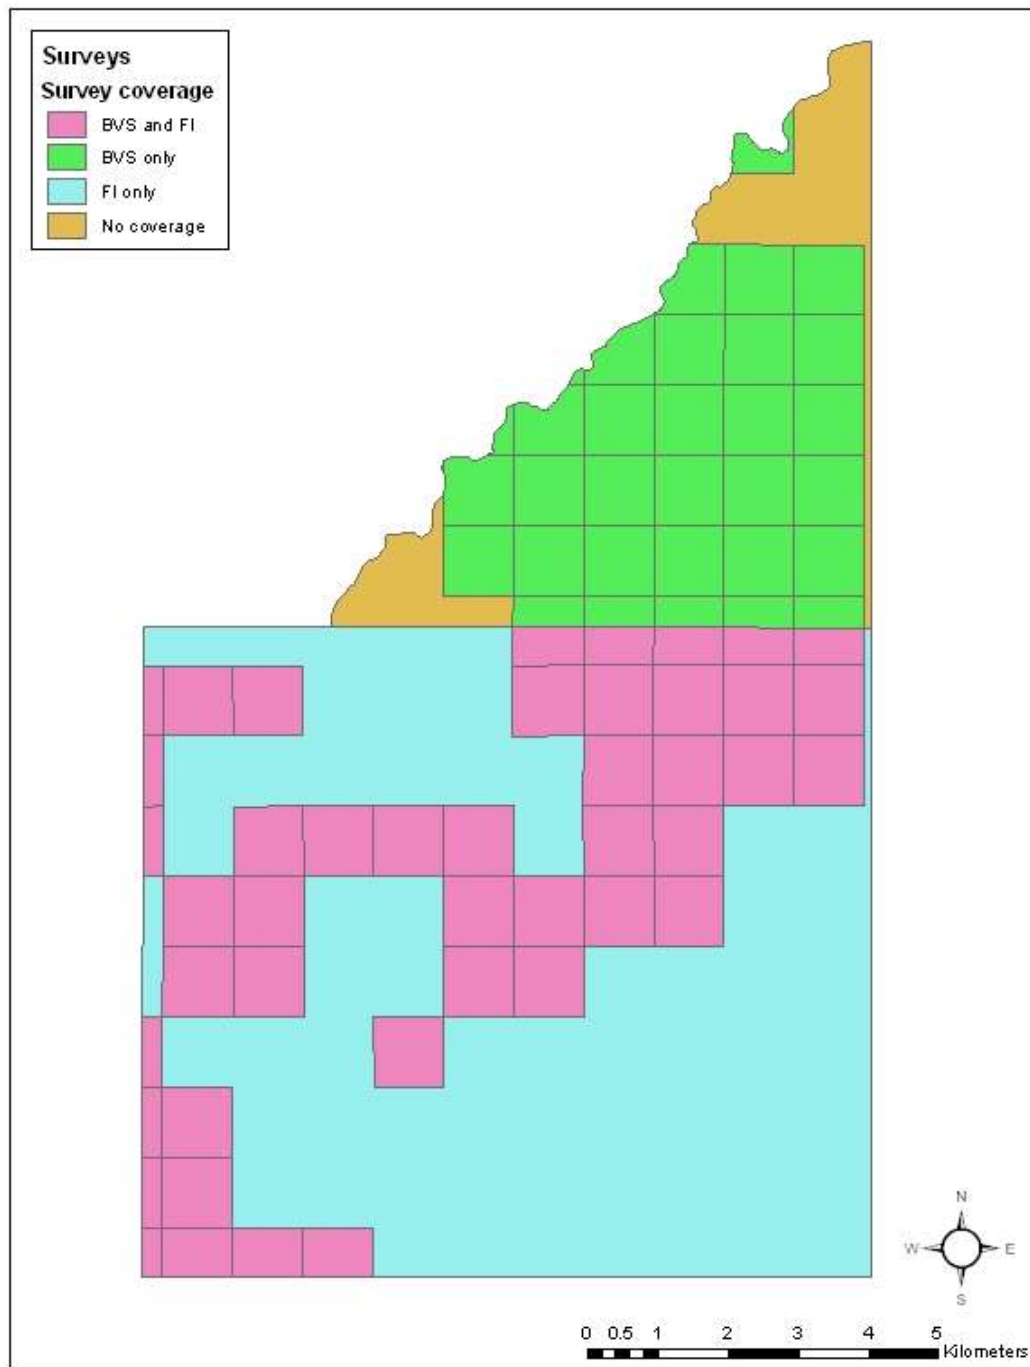 Surveys
Survey coverage
BVS and FI
BVS only
FI only
No coverage
N
W E
S
0 0.5 1 2 3 4 5
Kilometers